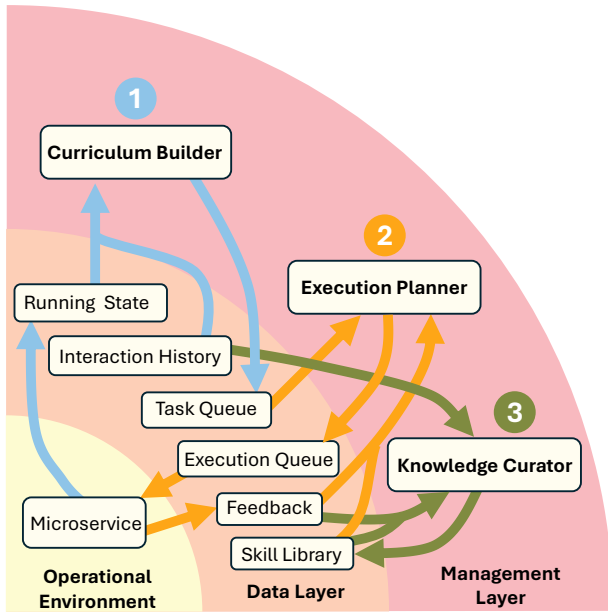 1
Curriculum Builder
2
Execution Planner
Running State
Interaction History
Task Queue
3
Execution Queue
Knowledge Curator
Feedback
Microservice
Skill Library
Operational
Environment
Data Layer
Management
Layer